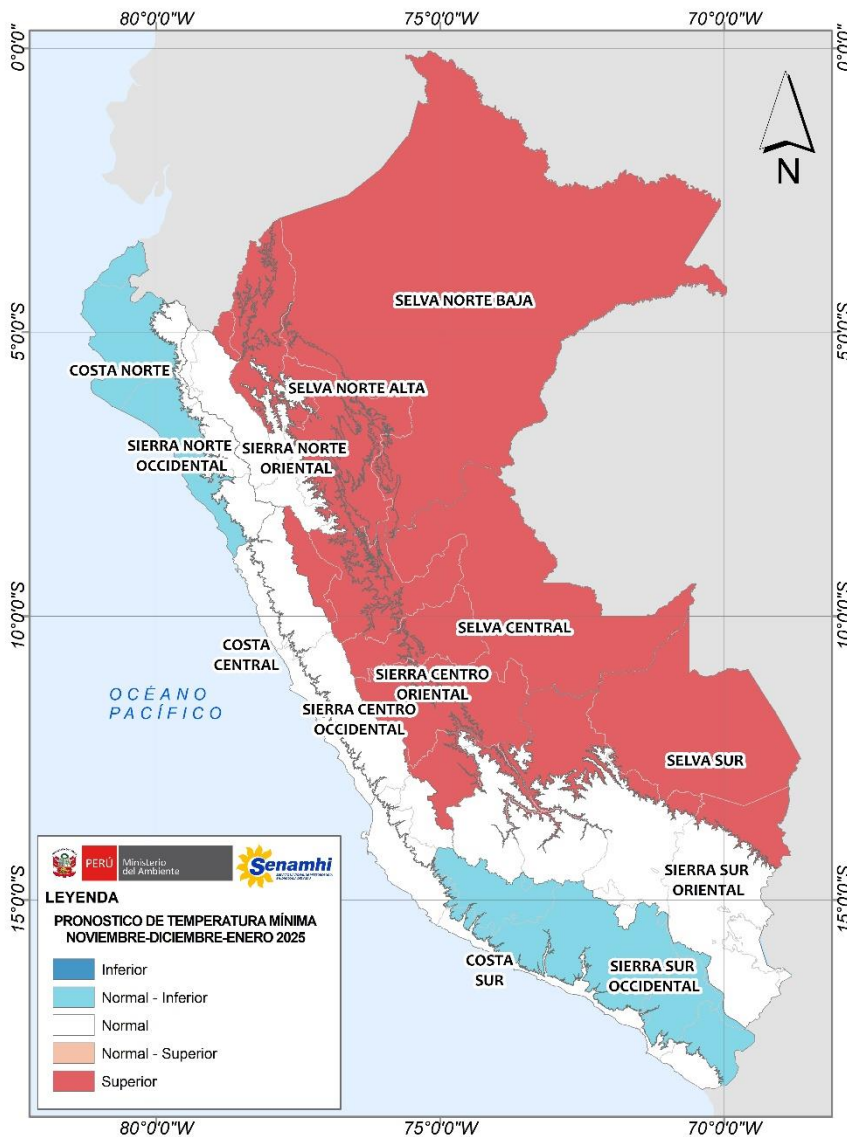 80°0'0"W 75°0'0"W 70°0'0"W
0°0'0"
0°0'0"
N
SELVA NORTE BAJA
5°0'0"S
5°0'0"S
COSTA NORTE
SELVA NORTE ALTA
SIERRA NORTE
OCCIDENTAL
SIERRA NORTE
ORIENTAL
10°0'0"S
10°0'0"S
SELVA CENTRAL
COSTA
CENTRAL
SIERRA CENTRO
ORIENTAL
OCÉANO
PACÍFICO
SIERRA CENTRO
OCCIDENTAL
SELVA SUR
PERÚ
Ministerio
del Ambiente
Senamhi
LEYENDA
PRONOSTICO DE TEMPERATURA MÍNIMA
NOVIEMBRE-DICIEMBRE-ENERO 2025
Inferior
Normal - Inferior
Normal
Normal - Superior
Superior
SIERRA SUR
ORIENTAL
15°0'0"S
15°0'0"S
COSTA
SUR
SIERRA SUR
OCCIDENTAL
80°0'0"W 75°0'0"W 70°0'0"W